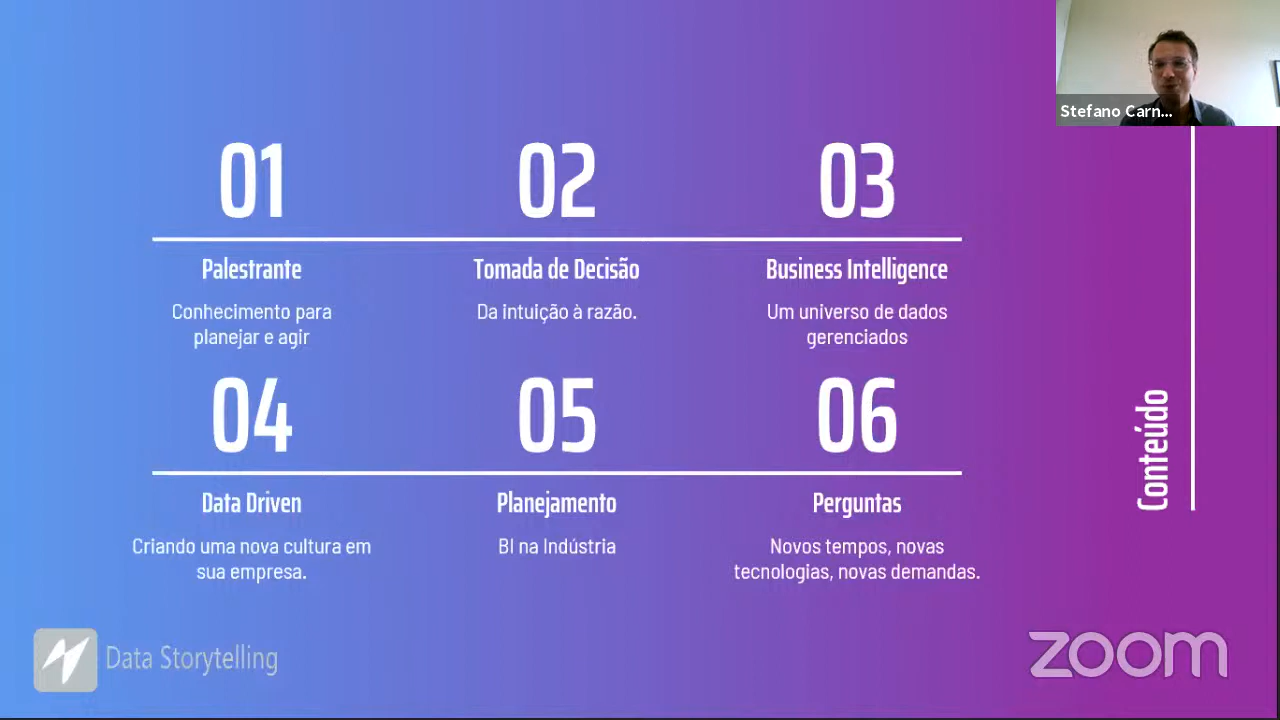 Stefano Carn...
01
02
03
Palestrante
Tomada de Decisão
Business Intelligence
Conhecimento para
planejar e agir
Da intuição à razão.
Um universo de dados
gerenciados
04
05
06
Data Driven
Planejamento
Perguntas
Criando uma nova cultura em
sua empresa.
BI na Indústria
Novos tempos, novas
tecnologias, novas demandas.
Conteúdo
Data Storytelling
zoom